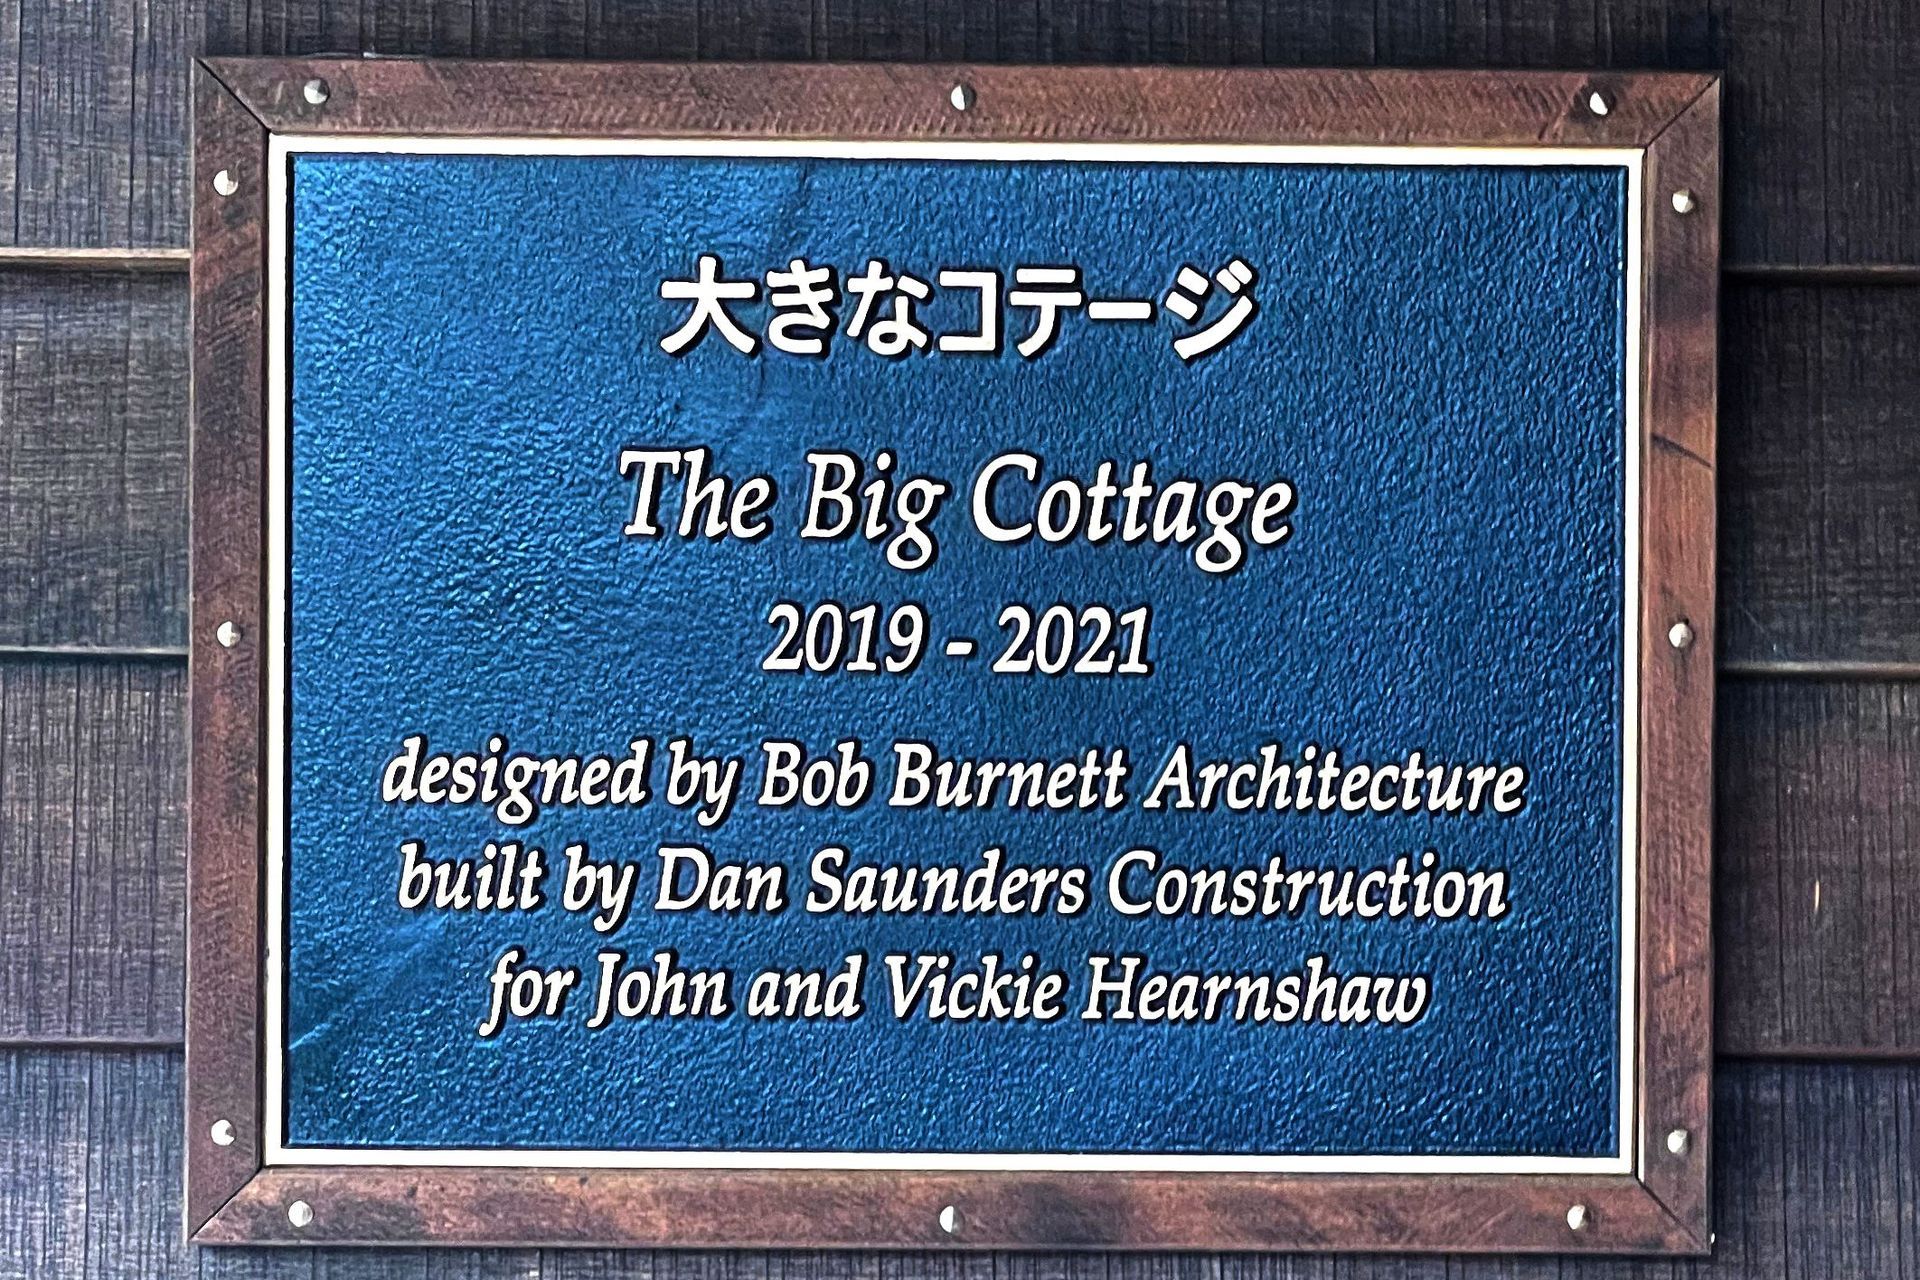 大きなコテージ
The Big Cottage
2019 - 2021
designed by Bob Burnett Architecture
built by Dan Saunders Construction
for John and Vickie Hearnshaw